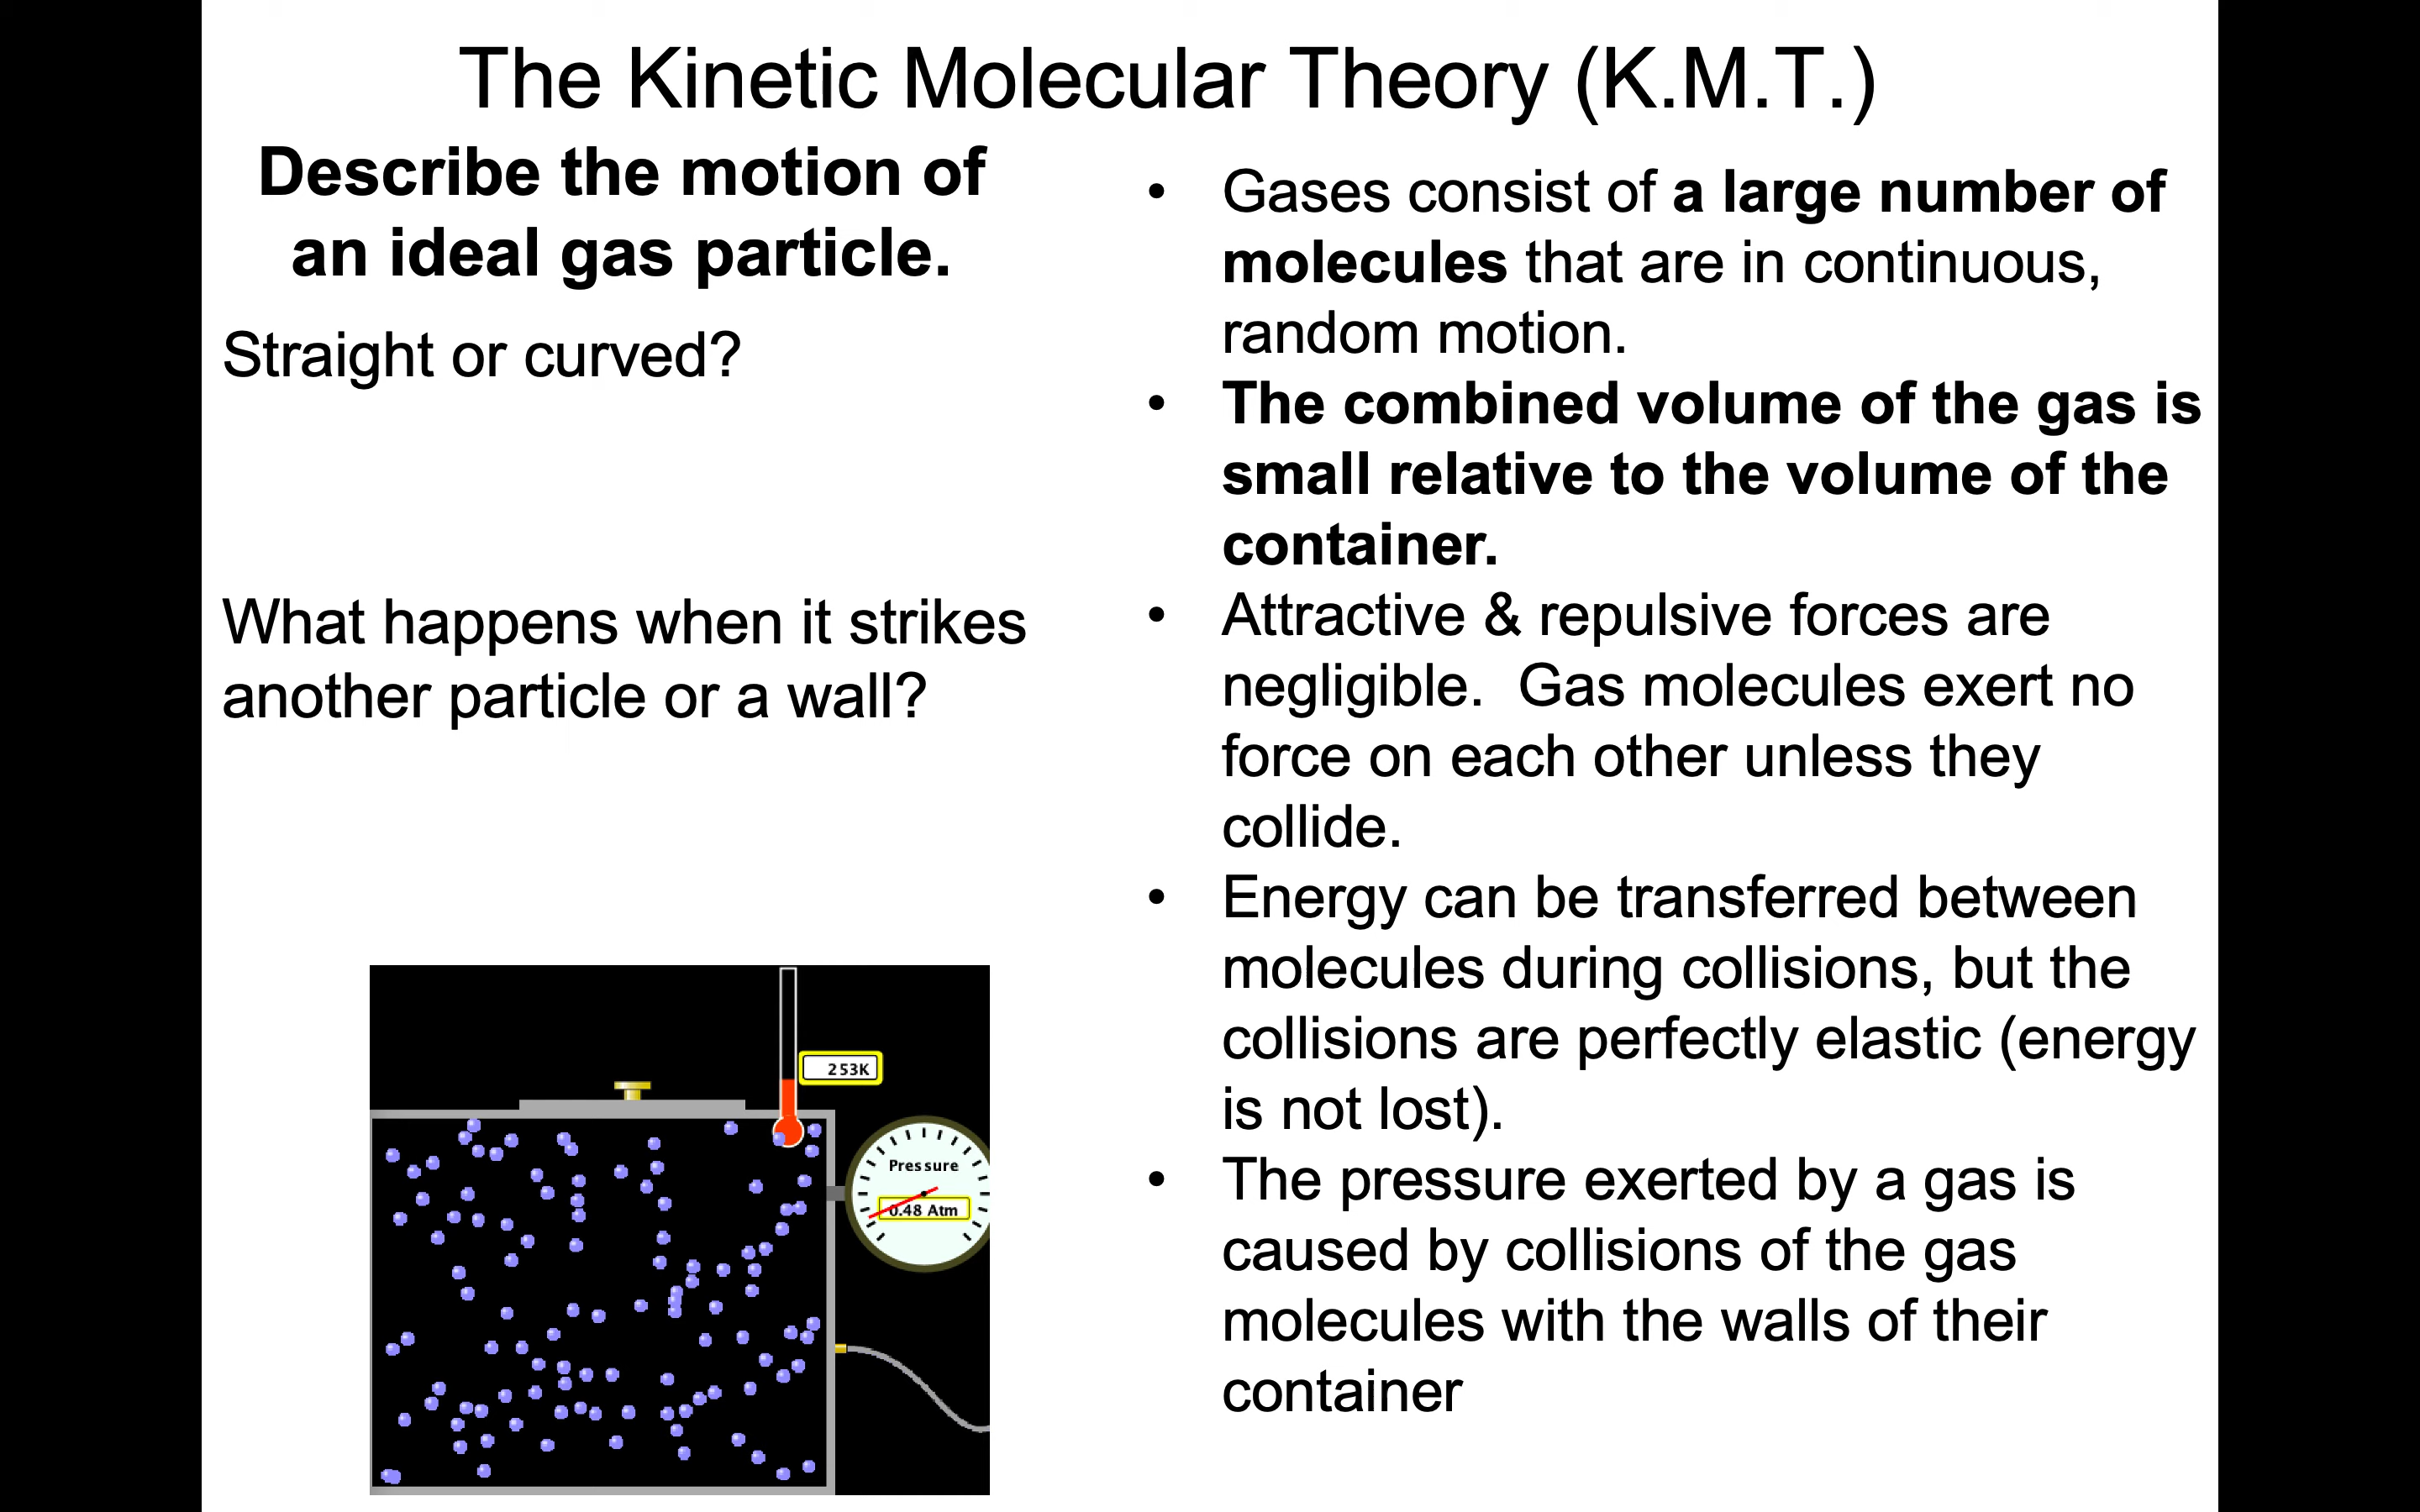 The Kinetic Molecular Theory (K.M.T.)
Describe the motion of
an ideal gas particle.
Straight or curved?
What happens when it strikes
another particle or a wall?
253K
Pressure
0.48 Atm
• Gases consist of a large number of
molecules that are in continuous,
random motion.
• The combined volume of the gas is
small relative to the volume of the
container.
• Attractive & repulsive forces are
negligible.  Gas molecules exert no
force on each other unless they
collide.
• Energy can be transferred between
molecules during collisions, but the
collisions are perfectly elastic (energy
is not lost).
• The pressure exerted by a gas is
caused by collisions of the gas
molecules with the walls of their
container